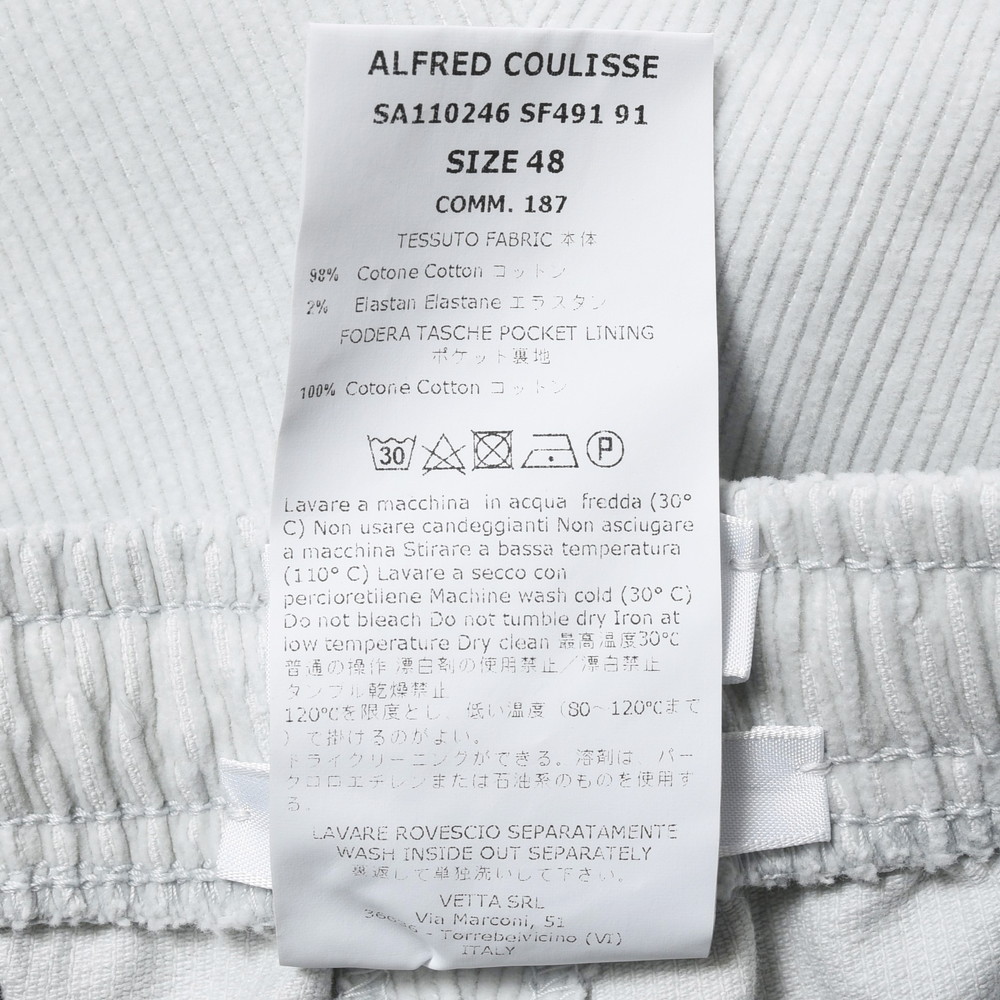 ALFRED COULISSE
SA110246 SF491 91
SIZE 48
COMM. 187
TESSUTO FABRIC 本体
98% Cotone Cotton コットン
2% Elastan Elastane エラスタン
FODERA TASCHE POCKET LINING
ポケット裏地
100% Cotone Cotton コットン
30 P
Lavare a macchina in acqua fredda (30°
C) Non usare candeggianti Non asciugare
a macchina Stirare a bassa temperatura
(110° C) Lavare a secco con
percloretilene Machine wash cold (30° C)
Do not bleach Do not tumble dry Iron at
low temperature Dry clean 最高温度30℃
普通の操作 漂白剤の使用禁止／漂白禁止
タンブル乾燥禁止
120℃を限度とし、低い温度（80～120℃まで
）で掛けるのがよい。
ドライクリーニングができる。溶剤は、パー
クロロエチレンまたは石油系のものを使用す
る。
LAVARE ROVESCIO SEPARATAMENTE
WASH INSIDE OUT SEPARATELY
裏返して単独洗いして下さい。
VETTA SRL
Via Marconi, 51
- Torrebelvicino (VI)
ITALY